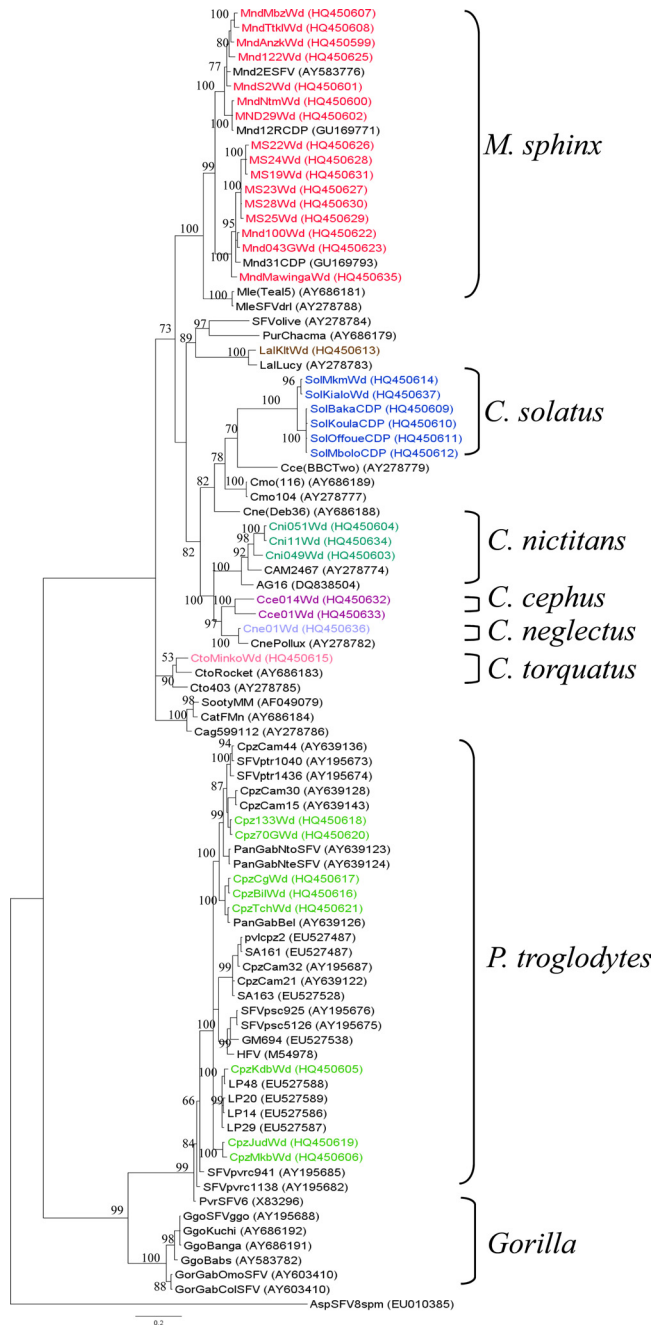 100
MndMbzWd (HQ450607)
MndTtklWd (HQ450608)
80
MndAnzkWd (HQ450599)
Mnd122Wd (HQ450625)
77
Mnd2ESFV (AY583776)
100
MndS2Wd (HQ450601)
MndNtmWd (HQ450600)
MND29Wd (HQ450602)
100
Mnd12RCDP (GU169771)
M. sphinx
99
100
MS22Wd (HQ450626)
MS24Wd (HQ450628)
MS19Wd (HQ450631)
100
MS23Wd (HQ450627)
MS28Wd (HQ450630)
MS25Wd (HQ450629)
95
Mnd100Wd (HQ450622)
100
Mnd043GWd (HQ450623)
100
Mnd31CDP (GU169793)
MndMawingaWd (HQ450635)
100
Mle(Teal5) (AY686181)
MleSFVdrl (AY278788)
73
97
SFVolive (AY278784)
89
PurChacma (AY686179)
100
LalKltWd (HQ450613)
LalLucy (AY278783)
96
SolMkmWd (HQ450614)
SolKialoWd (HQ450637)
100
SolBakaCDP (HQ450609)
SolKoulaCDP (HQ450610)
C. solatus
70
100
SolOffoueCDP (HQ450611)
SolMboloCDP (HQ450612)
78
Cce(BBCTwo) (AY278779)
82
100
Cmo(116) (AY686189)
Cmo104 (AY278777)
Cne(Deb36) (AY686188)
82
100
Cni051Wd (HQ450604)
98
Cni11Wd (HQ450634)
C. nictitans
92
Cni049Wd (HQ450603)
100
CAM2467 (AY278774)
AG16 (DQ838504)
100
100
Cce014Wd (HQ450632)
C. cephus
Cce01Wd (HQ450633)
97
Cne01Wd (HQ450636)
C. neglectus
CnePollux (AY278782)
53
CtoMinkoWd (HQ450615)
C. torquatus
CtoRocket (AY686183)
90
Cto403 (AY278785)
98
SootyMM (AF049079)
100
CatFMn (AY686184)
Cag599112 (AY278786)
94
CpzCam44 (AY639136)
100
SFVptr1040 (AY195673)
SFVptr1436 (AY195674)
87
CpzCam30 (AY639128)
CpzCam15 (AY639143)
99
Cpz133Wd (HQ450618)
Cpz70GWd (HQ450620)
100
PanGabNtoSFV (AY639123)
PanGabNteSFV (AY639124)
CpzCgWd (HQ450617)
100
CpzBilWd (HQ450616)
CpzTchWd (HQ450621)
PanGabBel (AY639126)
pvlcpz2 (EU527487)
99
SA161 (EU527487)
CpzCam32 (AY195687)
P. troglodytes
CpzCam21 (AY639122)
SA163 (EU527528)
SFVpsc925 (AY195676)
100
SFVpsc5126 (AY195675)
99
GM694 (EU527538)
HFV (M54978)
100
CpzKdbWd (HQ450605)
LP48 (EU527588)
66
99
LP20 (EU527589)
LP14 (EU527586)
LP29 (EU527587)
84
CpzJudWd (HQ450619)
100
CpzMkbWd (HQ450606)
99
SFVpvrc941 (AY195685)
SFVpvrc1138 (AY195682)
PvrSFV6 (X83296)
99
GgoSFVggo (AY195688)
GgoKuchi (AY686192)
98
GgoBanga (AY686191)
Gorilla
100
GgoBabs (AY583782)
GorGabOmoSFV (AY603410)
88
GorGabColSFV (AY603410)
AspSFV8spm (EU010385)
0.2